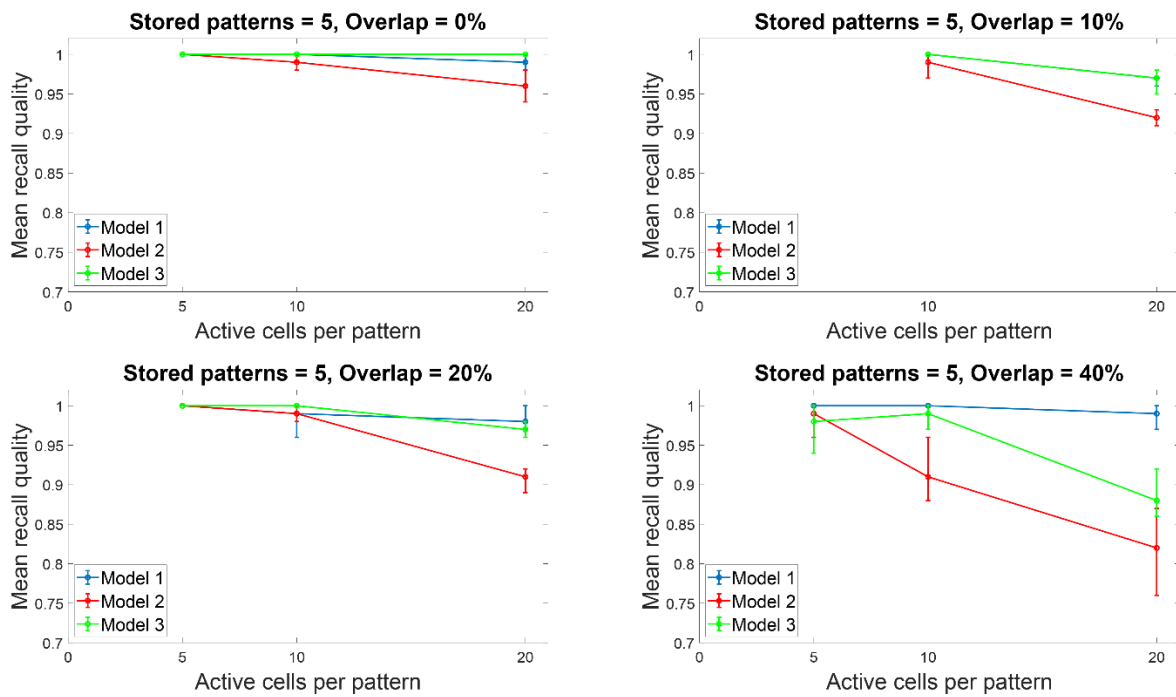 Stored patterns = 5, Overlap = 0%
Mean recall quality
1
0.95
0.9
0.85
0.8
0.75
0.7
Model 1
Model 2
Model 3
0
5
10
20
Active cells per pattern
Stored patterns = 5, Overlap = 10%
Mean recall quality
1
0.95
0.9
0.85
0.8
0.75
0.7
Model 1
Model 2
Model 3
0
10
20
Active cells per pattern
Stored patterns = 5, Overlap = 20%
Mean recall quality
1
0.95
0.9
0.85
0.8
0.75
0.7
Model 1
Model 2
Model 3
0
5
10
20
Active cells per pattern
Stored patterns = 5, Overlap = 40%
Mean recall quality
1
0.95
0.9
0.85
0.8
0.75
0.7
Model 1
Model 2
Model 3
0
5
10
20
Active cells per pattern